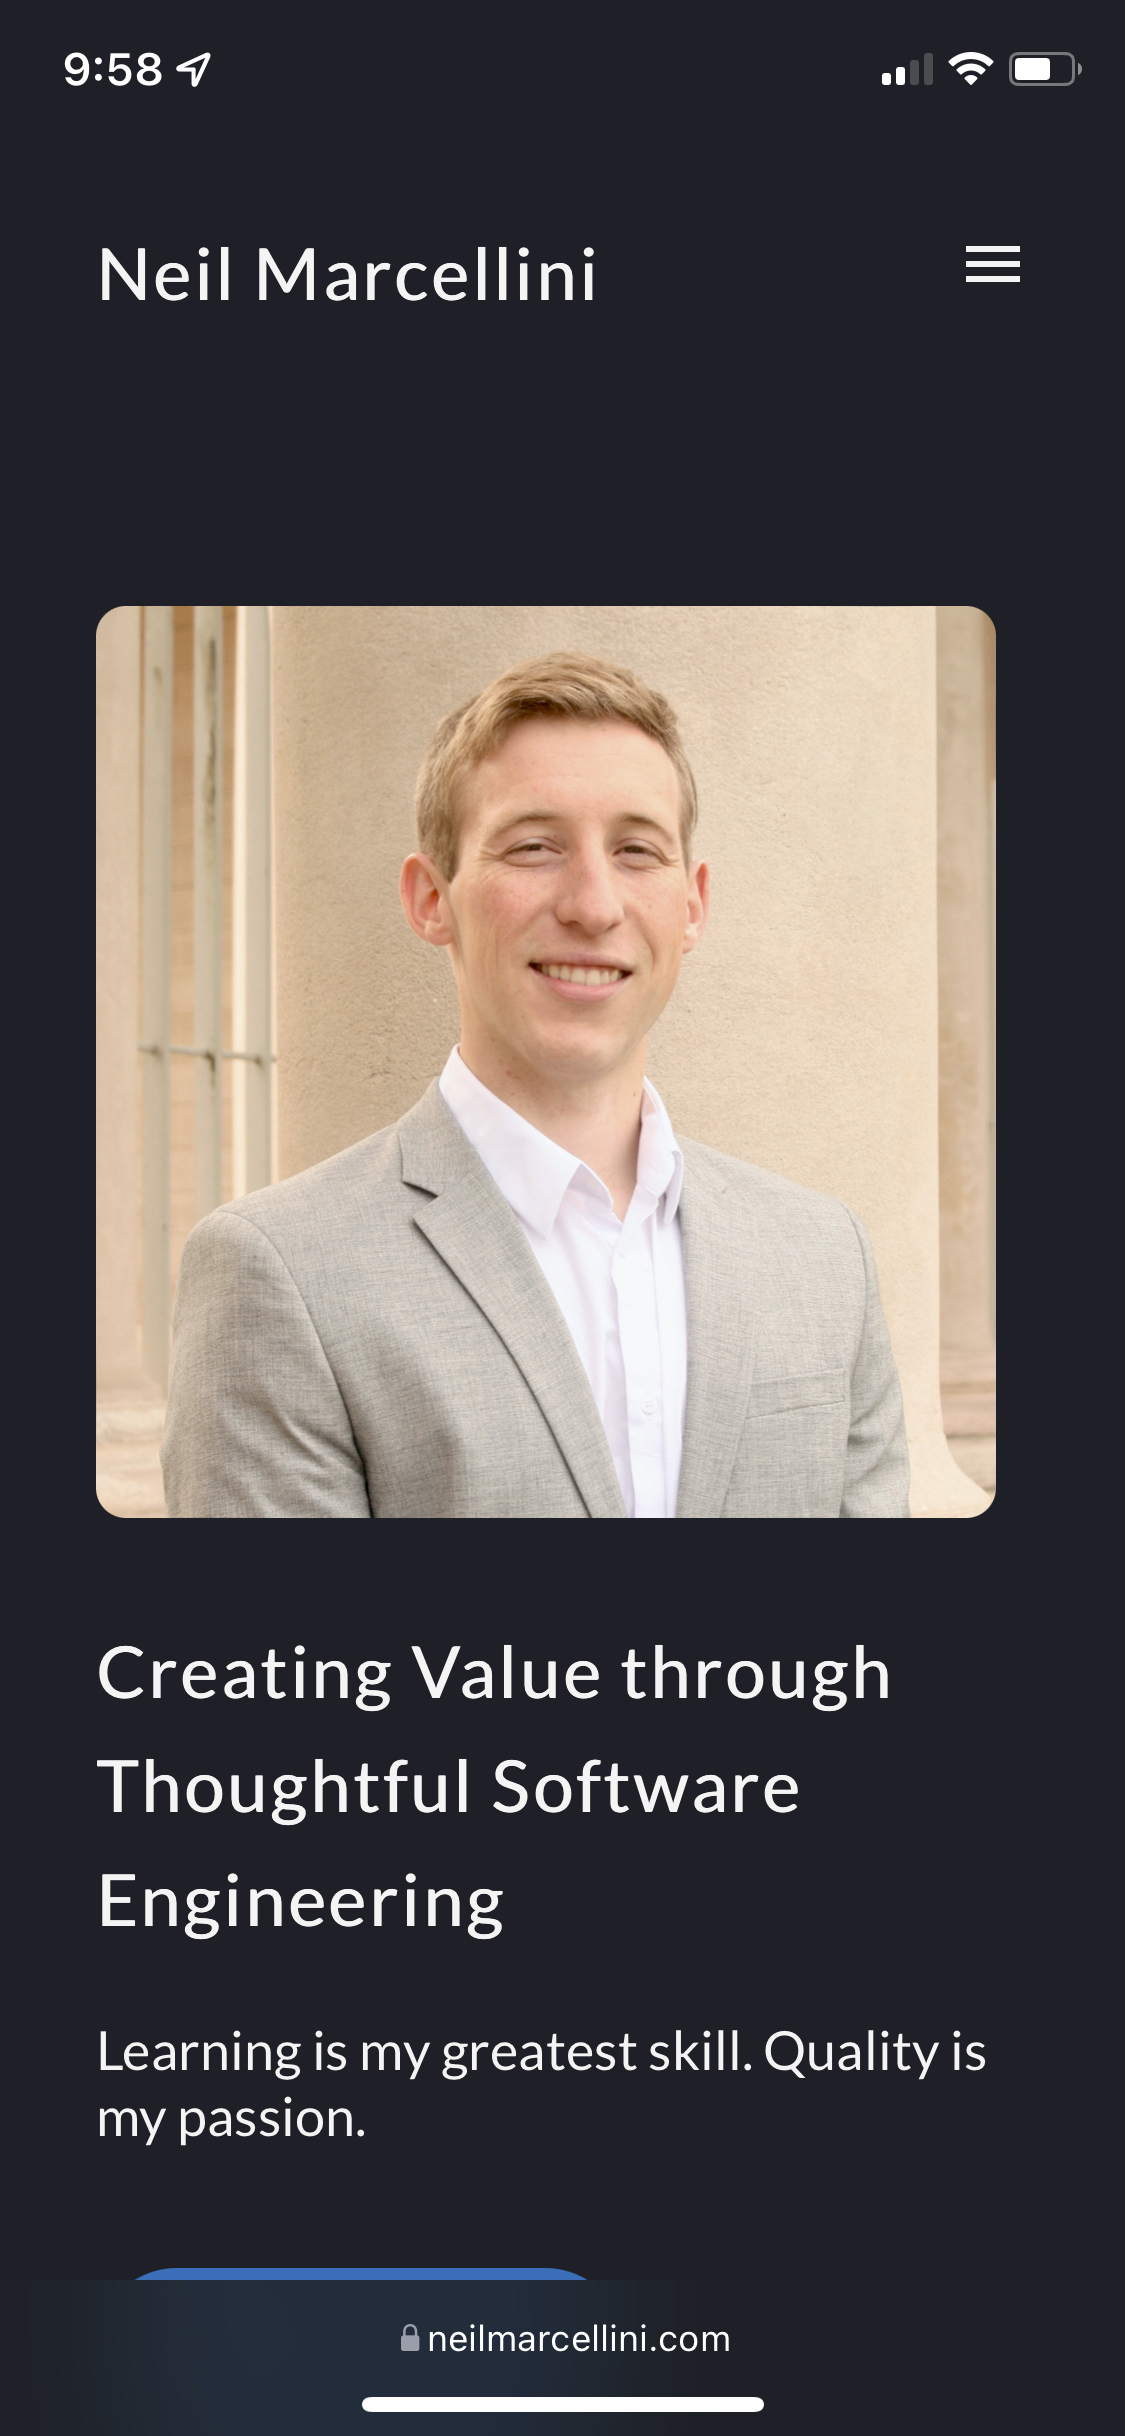 9:58
Neil Marcellini
Creating Value through
Thoughtful Software
Engineering
Learning is my greatest skill. Quality is
my passion.
neilmarcellini.com